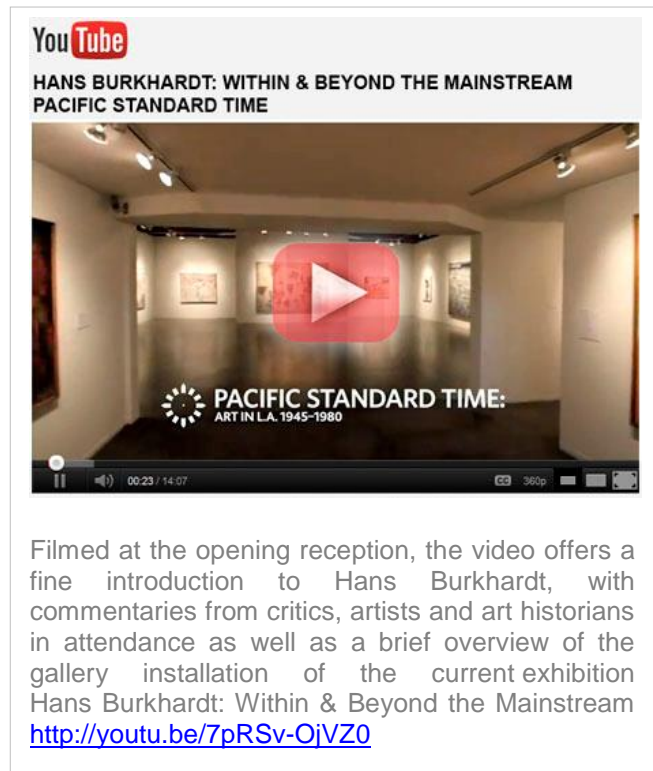 YouTube
HANS BURKHARDT: WITHIN & BEYOND THE MAINSTREAM
PACIFIC STANDARD TIME
PACIFIC STANDARD TIME:
ART IN L.A. 1945–1980
00:23 / 14:07 CC 360p
Filmed at the opening reception, the video offers a
fine introduction to Hans Burkhardt, with
commentaries from critics, artists and art historians
in attendance as well as a brief overview of the
gallery installation of the current exhibition
Hans Burkhardt: Within & Beyond the Mainstream
http://youtu.be/7pRSv-OjVZ0